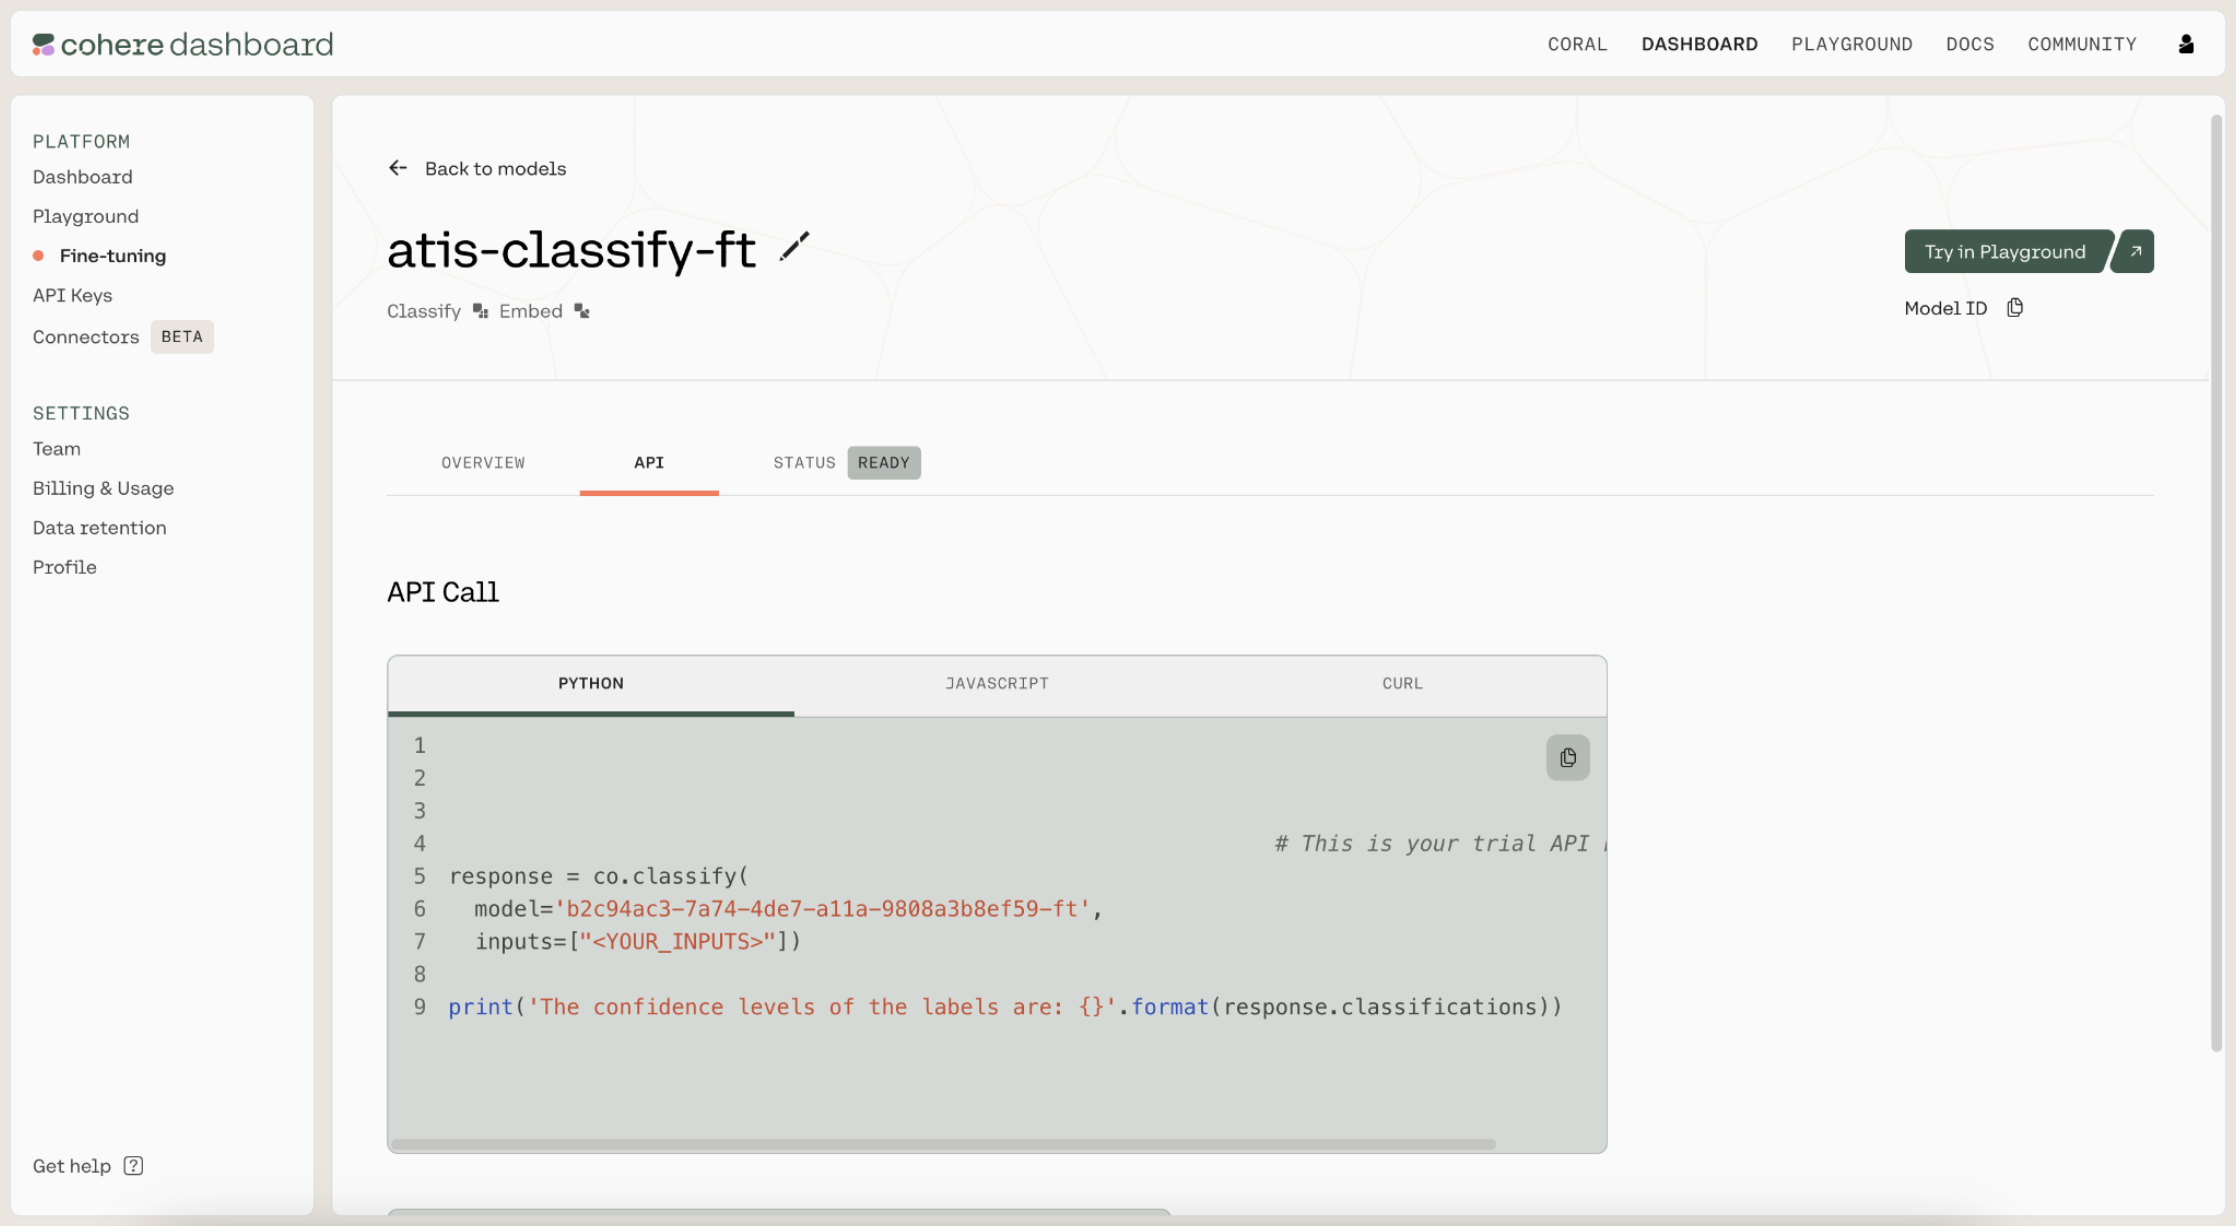 cohere dashboard
CORAL DASHBOARD PLAYGROUND DOCS COMMUNITY
PLATFORM
Dashboard
Playground
Fine-tuning
API Keys
Connectors BETA
SETTINGS
Team
Billing & Usage
Data retention
Profile
Get help ?
← Back to models
atis-classify-ft
Classify Embed
Try in Playground
Model ID
OVERVIEW API STATUS READY
API Call
PYTHON JAVASCRIPT CURL
1
2
3
4 # This is your trial API
5 response = co.classify(
6 model='b2c94ac3-7a74-4de7-a11a-9808a3b8ef59-ft',
7 inputs=["<YOUR_INPUTS>"])
8
9 print('The confidence levels of the labels are: {}'.format(response.classifications))